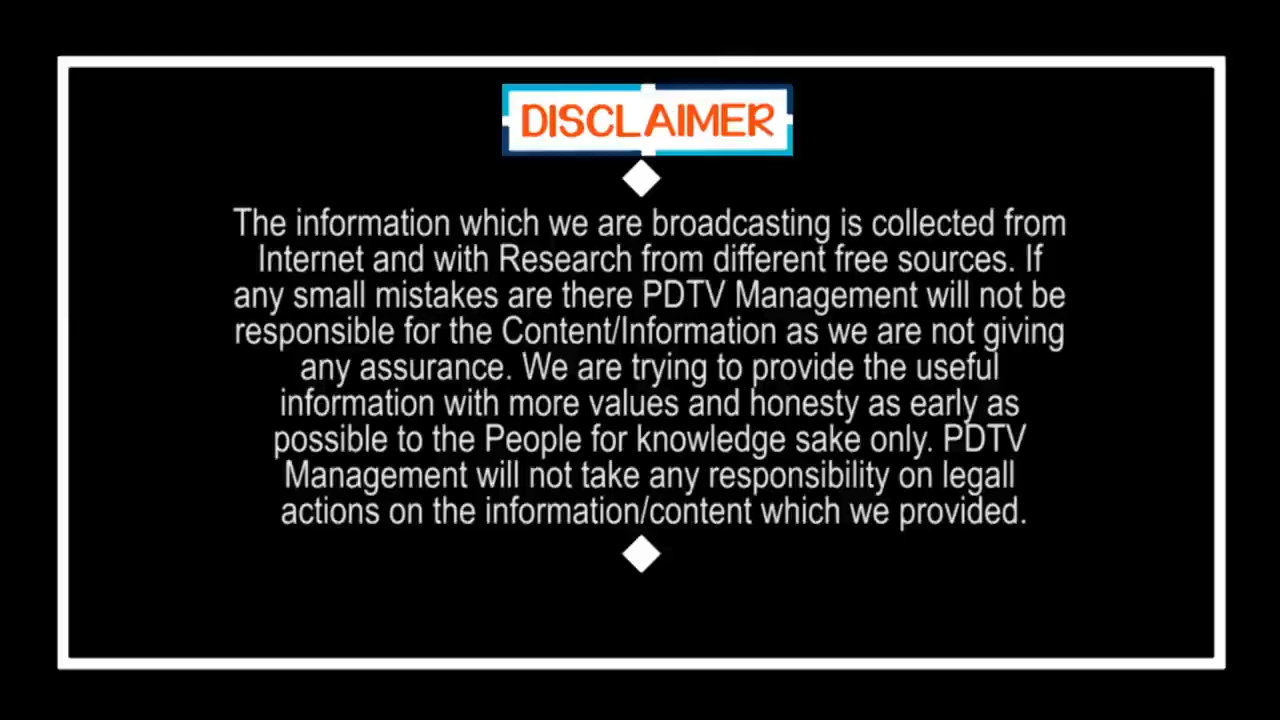 DISCLAIMER
The information which we are broadcasting is collected from
Internet and with Research from different free sources. If
any small mistakes are there PDTV Management will not be
responsible for the Content/Information as we are not giving
any assurance. We are trying to provide the useful
information with more values and honesty as early as
possible to the People for knowledge sake only. PDTV
Management will not take any responsibility on legall
actions on the information/content which we provided.